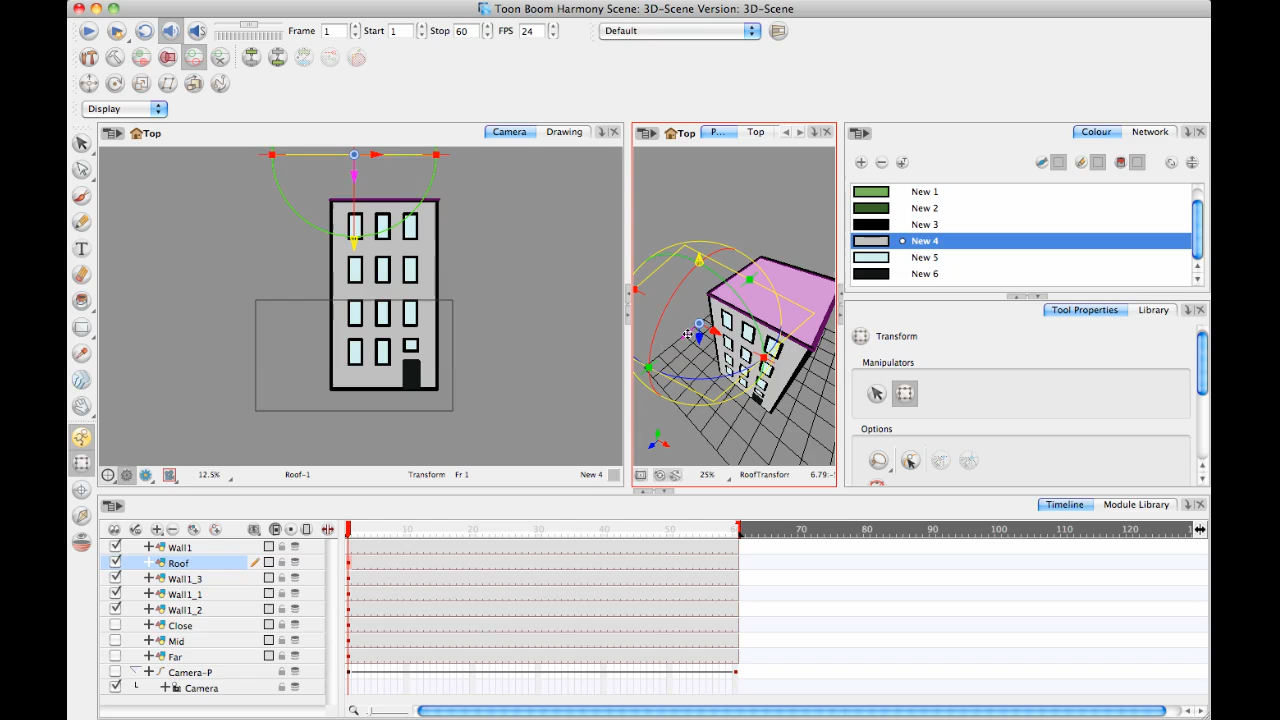 Toon Boom Harmony Scene: 3D-Scene Version: 3D-Scene
Frame 1 Start 1 Stop 60 FPS 24 Default
Display
Top Camera Drawing
Top P... Top
Colour Network
New 1
New 2
New 3
New 4
New 5
New 6
Tool Properties Library
Transform
Manipulators
Options
12.5% Roof-1 Transform Fr 1 New 4
25% RoofTransform 6.79:-
Timeline Module Library
10 20 30 40 50 6 70 80 90 100 110 120 1
Wall1
Roof
Wall1_3
Wall1_1
Wall1_2
Close
Mid
Far
Camera-P
Camera